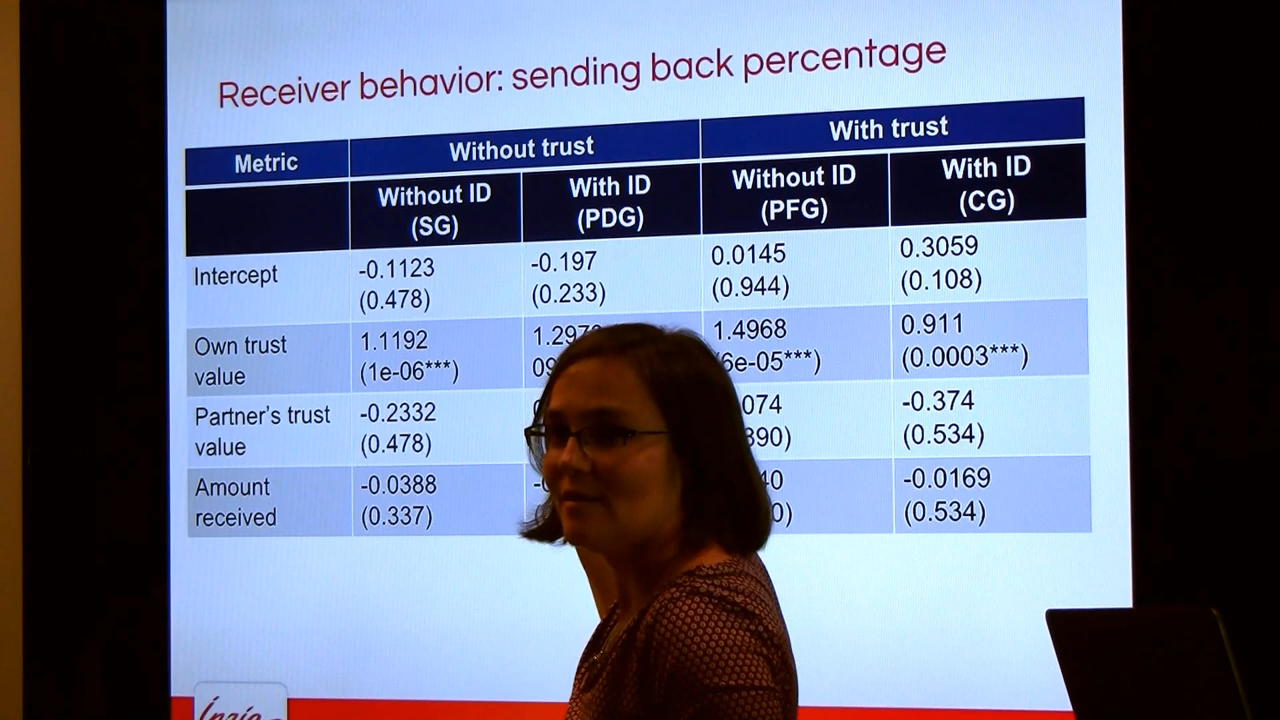 Receiver behavior: sending back percentage
Metric Without trust With trust
Without ID (SG) With ID (PDG) Without ID (PFG) With ID (CG)
Intercept -0.1123 (0.478) -0.197 (0.233) 0.0145 (0.944) 0.3059 (0.108)
Own trust value 1.1192 (1e-06***) 1.4968 0.911 (0.0003***)
Partner's trust value -0.2332 (0.478) -0.374 (0.534)
Amount received -0.0388 (0.337) -0.0169 (0.534)